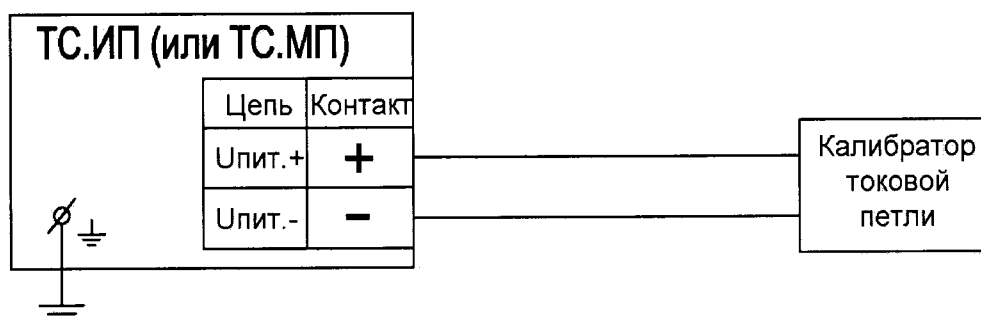 ТС.ИП (или ТС.МП)
Цепь Контакт
Uпит.+ +
Uпит.- −
Калибратор
токовой
петли